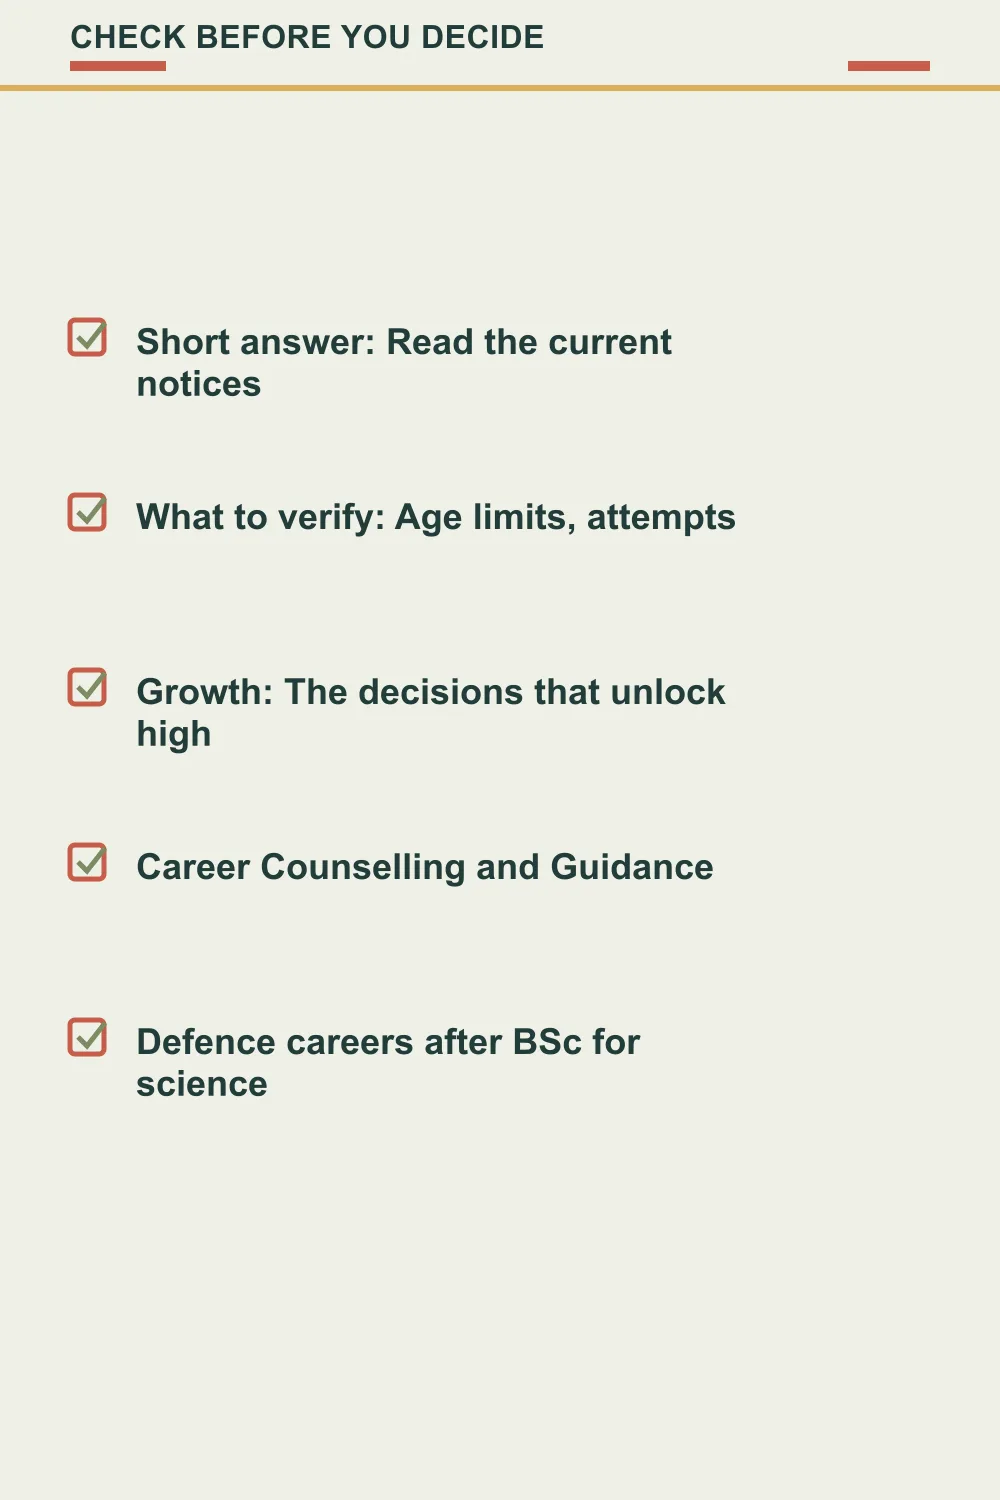 CHECK BEFORE YOU DECIDE
Short answer: Read the current
notices
What to verify: Age limits, attempts
Growth: The decisions that unlock
high
Career Counselling and Guidance
Defence careers after BSc for
science